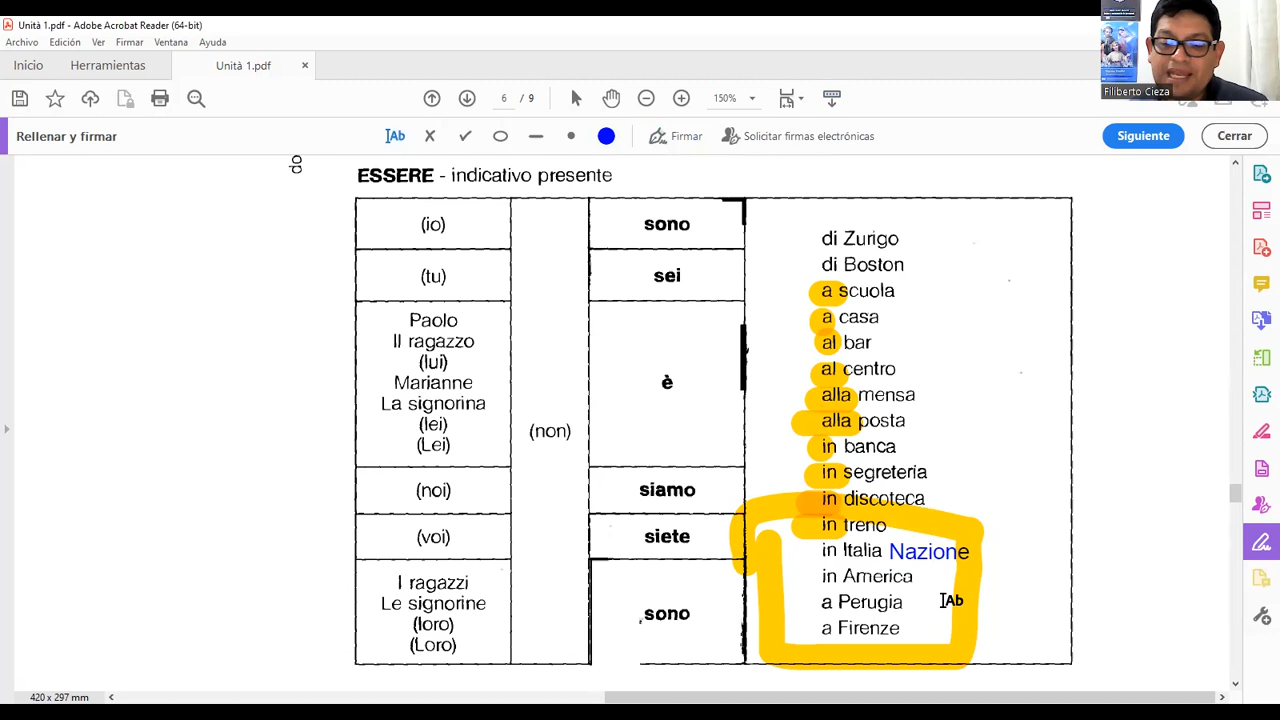 Unità 1.pdf - Adobe Acrobat Reader (64-bit)
Archivo Edición Ver Firmar Ventana Ayuda
Inicio Herramientas Unità 1.pdf ×
6 / 9 150%
Rellenar y firmar Ab Firmar Solicitar firmas electrónicas Siguiente Cerrar
Filiberto Cieza
do
ESSERE - indicativo presente
(io) sono
(tu) sei
Paolo
Il ragazzo
(lui)
Marianne
La signorina
(lei)
(Lei)
è
(noi) siamo
(voi) siete
I ragazzi
Le signorine
(loro)
(Loro)
sono
(non)
di Zurigo
di Boston
a scuola
a casa
al bar
al centro
alla mensa
alla posta
in banca
in segreteria
in discoteca
in treno
in Italia Nazione
in America
a Perugia Ab
a Firenze
420 x 297 mm